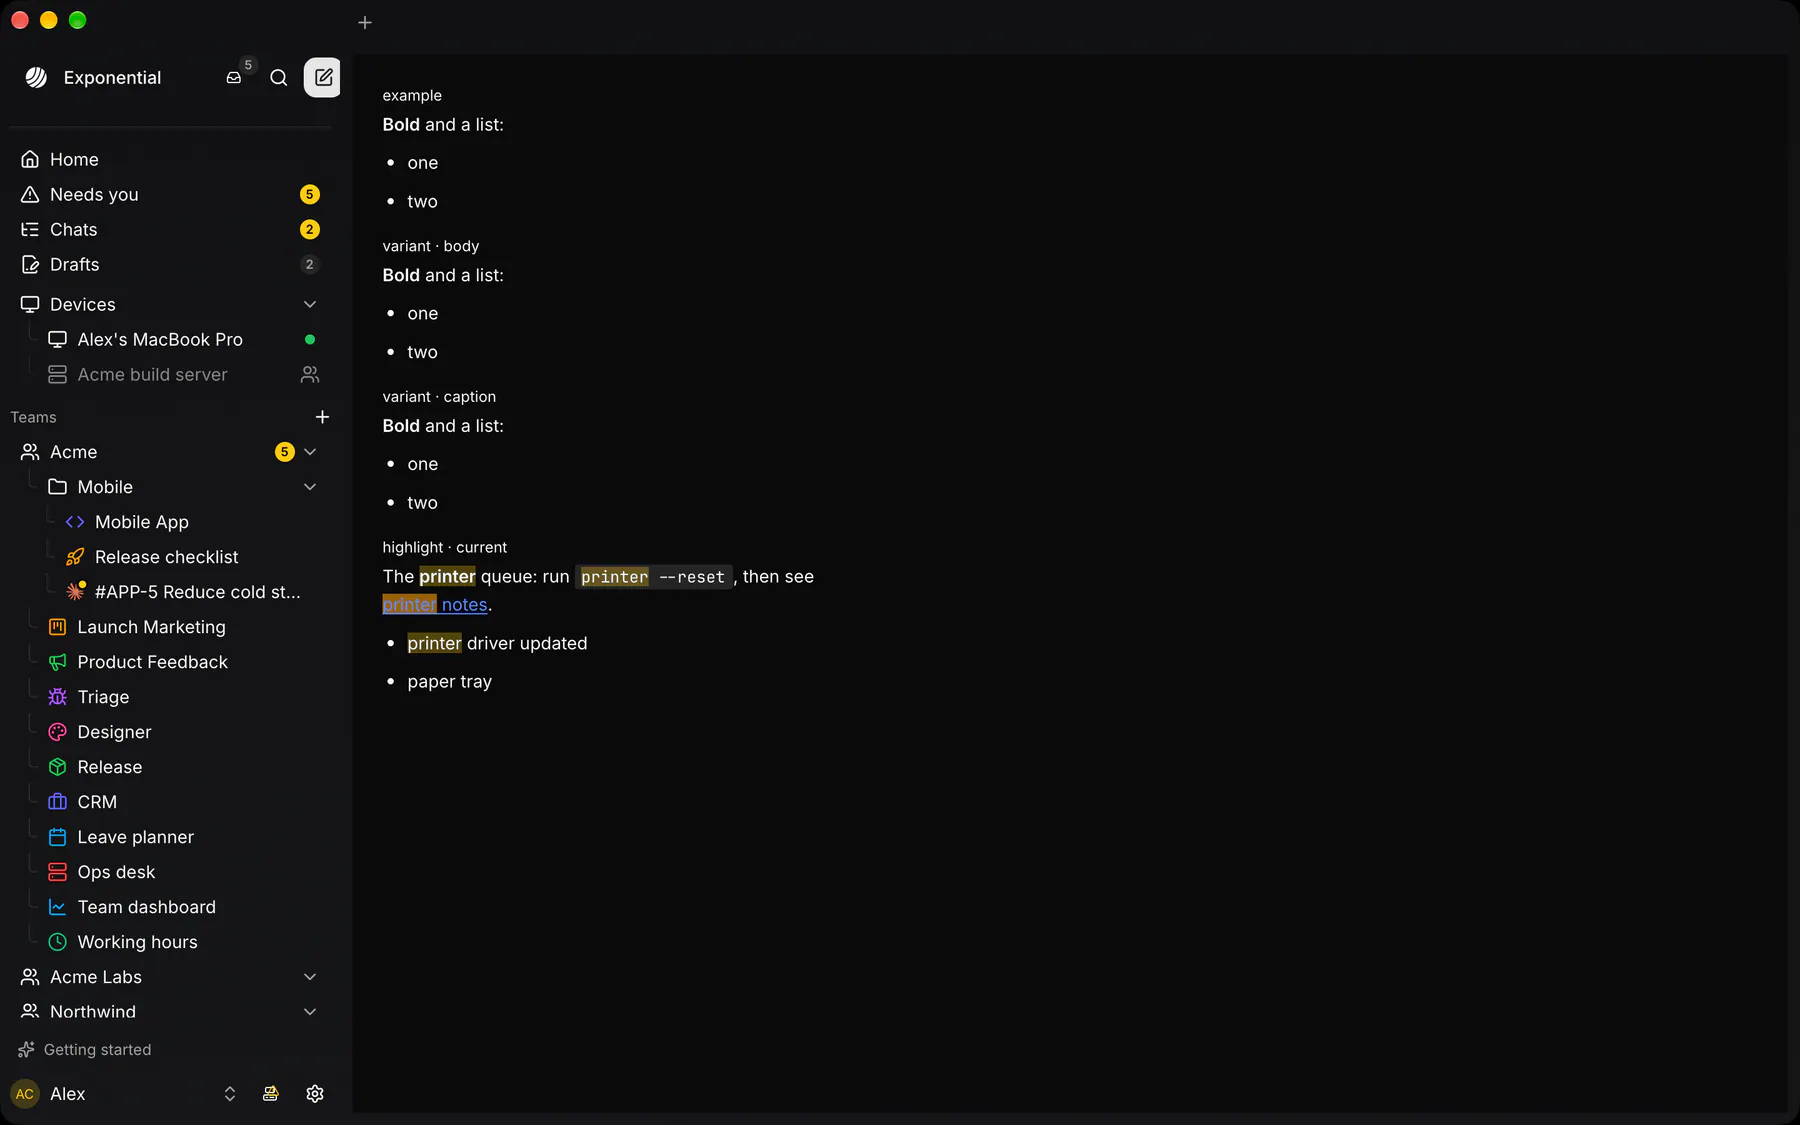 Exponential
5
Home
Needs you
5
Chats
2
Drafts
2
Devices
Alex's MacBook Pro
Acme build server
Teams
Acme
5
Mobile
Mobile App
Release checklist
#APP-5 Reduce cold st...
Launch Marketing
Product Feedback
Triage
Designer
Release
CRM
Leave planner
Ops desk
Team dashboard
Working hours
Acme Labs
Northwind
Getting started
AC
Alex
example
Bold and a list:
• one
• two
variant · body
Bold and a list:
• one
• two
variant · caption
Bold and a list:
• one
• two
highlight · current
The printer queue: run printer --reset, then see
printer notes.
• printer driver updated
• paper tray